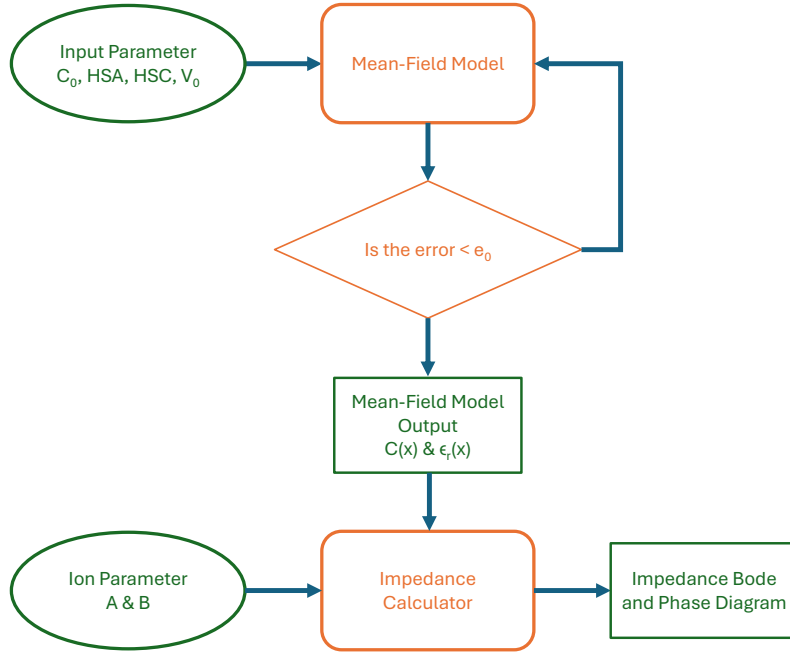 Input Parameter
C₀, HSA, HSC, V₀
Mean-Field Model
Is the error < e₀
Mean-Field Model
Output
C(x) & ϵᵣ(x)
Ion Parameter
A & B
Impedance
Calculator
Impedance Bode
and Phase Diagram